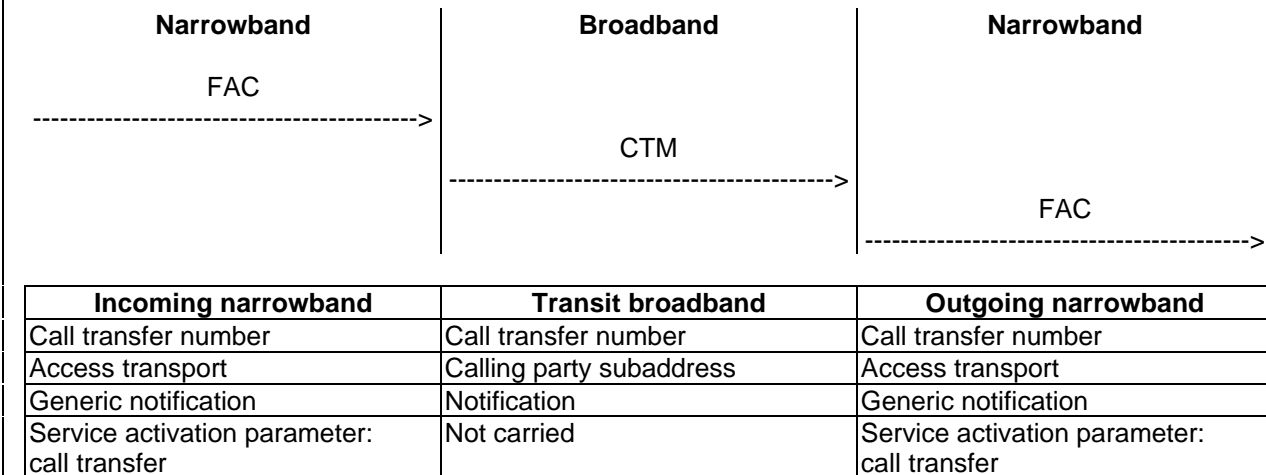 Narrowband Broadband Narrowband
FAC
----------------------------------------->
CTM
----------------------------------------->
FAC
----------------------------------------->
Incoming narrowband Transit broadband Outgoing narrowband
Call transfer number Call transfer number Call transfer number
Access transport Calling party subaddress Access transport
Generic notification Notification Generic notification
Service activation parameter: Not carried Service activation parameter:
call transfer call transfer